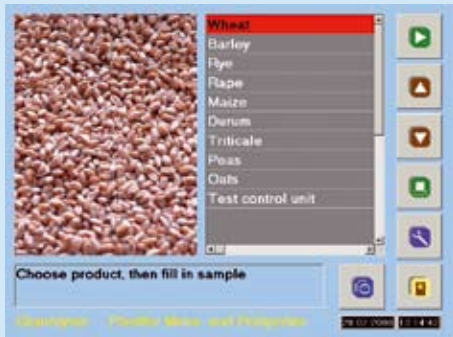 Wheat
Barley
Rye
Rape
Maize
Durum
Triticale
Peas
Oats
Test control unit
Choose product, then fill in sample